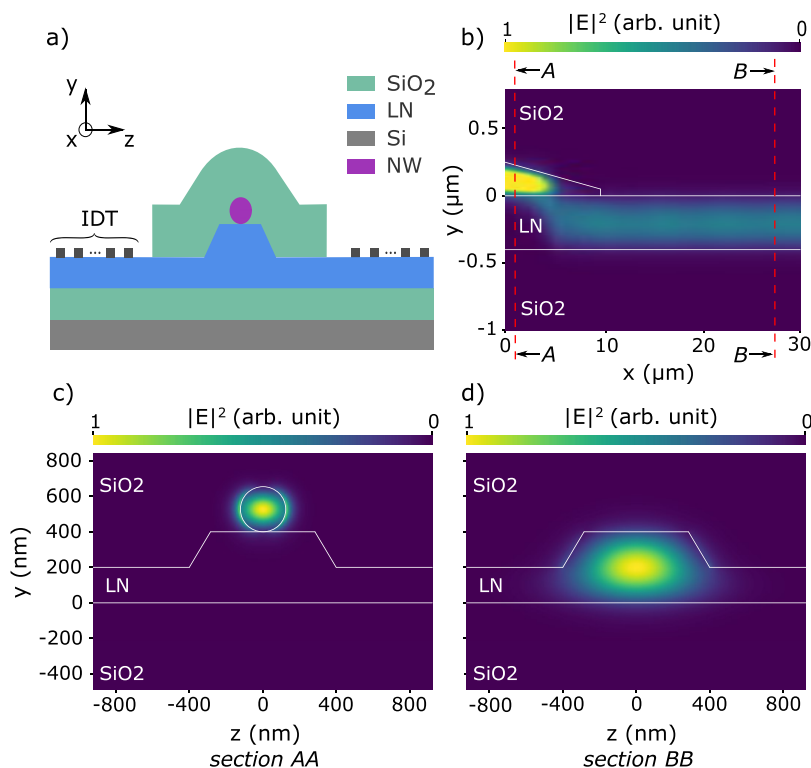 a)
y
x
z
SiO2
LN
Si
NW
IDT
...
...
b)
|E|² (arb. unit)
1
0
A
B
SiO2
LN
SiO2
0.5
0
-0.5
-1
y (µm)
A
B
0
10
20
30
x (µm)
c)
|E|² (arb. unit)
1
0
SiO2
LN
SiO2
800
600
400
200
0
-200
-400
y (nm)
-800
-400
0
400
800
z (nm)
section AA
d)
|E|² (arb. unit)
1
0
SiO2
LN
SiO2
-800
-400
0
400
800
z (nm)
section BB